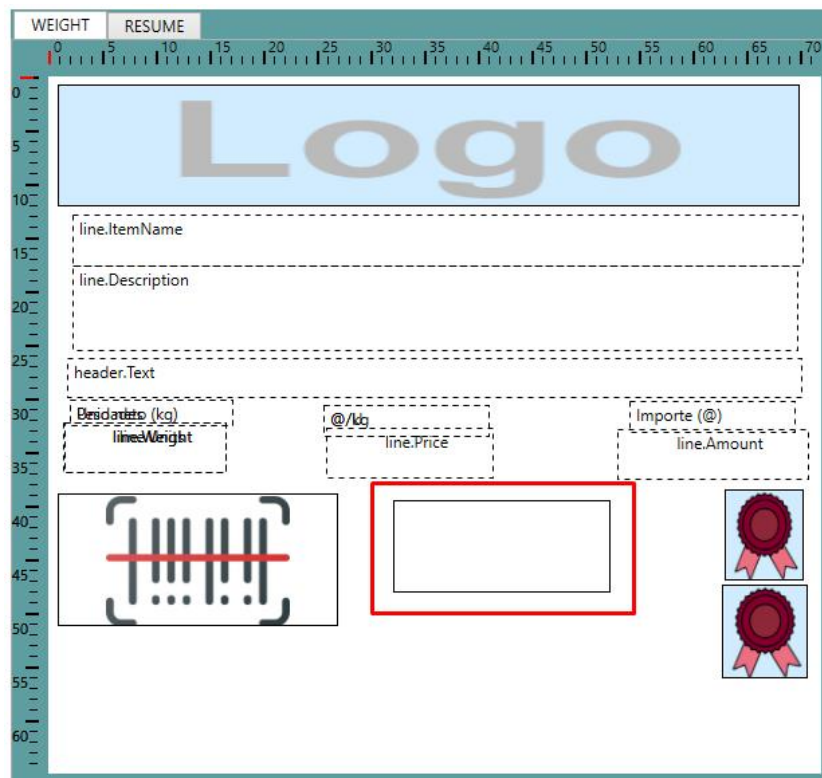 WEIGHT RESUME
0 5 10 15 20 25 30 35 40 45 50 55 60 65 70
0
Logo
5
10
line.ItemName
15
line.Description
20
25
header.Text
30
(kg) @/ Importe (@)
line.Price line.Amount
35
40
45
50
55
60